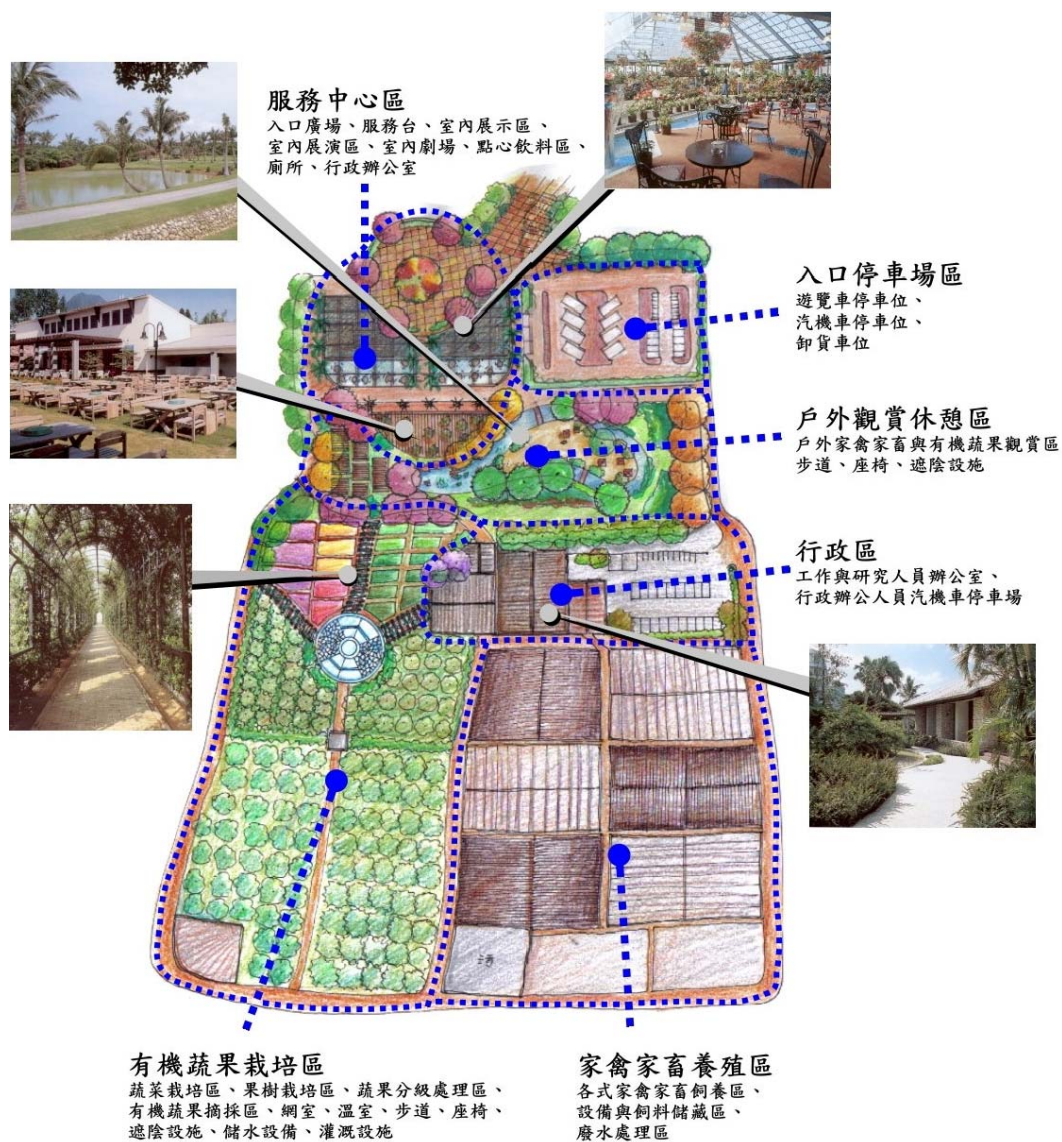 服務中心區
入口廣場、服務台、室內展示區、
室內展演區、室內劇場、點心飲料區、
廁所、行政辦公室
入口停車場區
遊覽車停車位、
汽機車停車位、
卸貨車位
戶外觀賞休憩區
戶外家禽家畜與有機蔬果觀賞區
步道、座椅、遮陰設施
行政區
工作與研究人員辦公室、
行政辦公人員汽機車停車場
有機蔬果栽培區
蔬菜栽培區、果樹栽培區、蔬果分級處理區、
有機蔬果摘採區、網室、溫室、步道、座椅、
遮陰設施、儲水設備、灌溉設施
家禽家畜養殖區
各式家禽家畜飼養區、
設備與飼料儲藏區、
廢水處理區